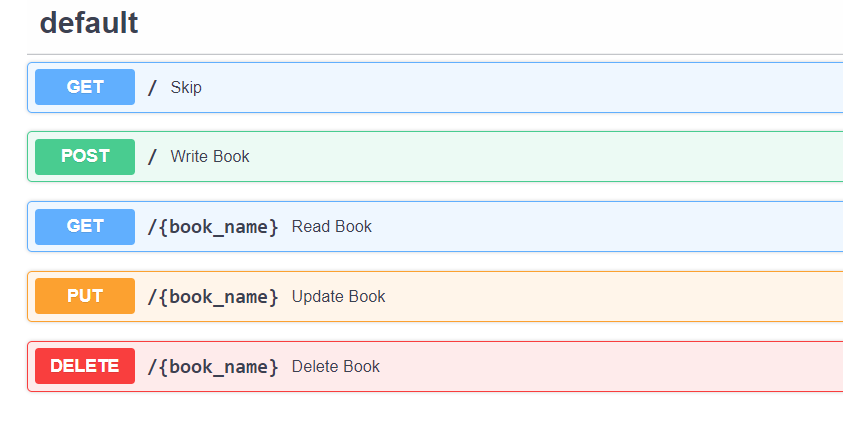 default
GET / Skip
POST / Write Book
GET /{book_name} Read Book
PUT /{book_name} Update Book
DELETE /{book_name} Delete Book